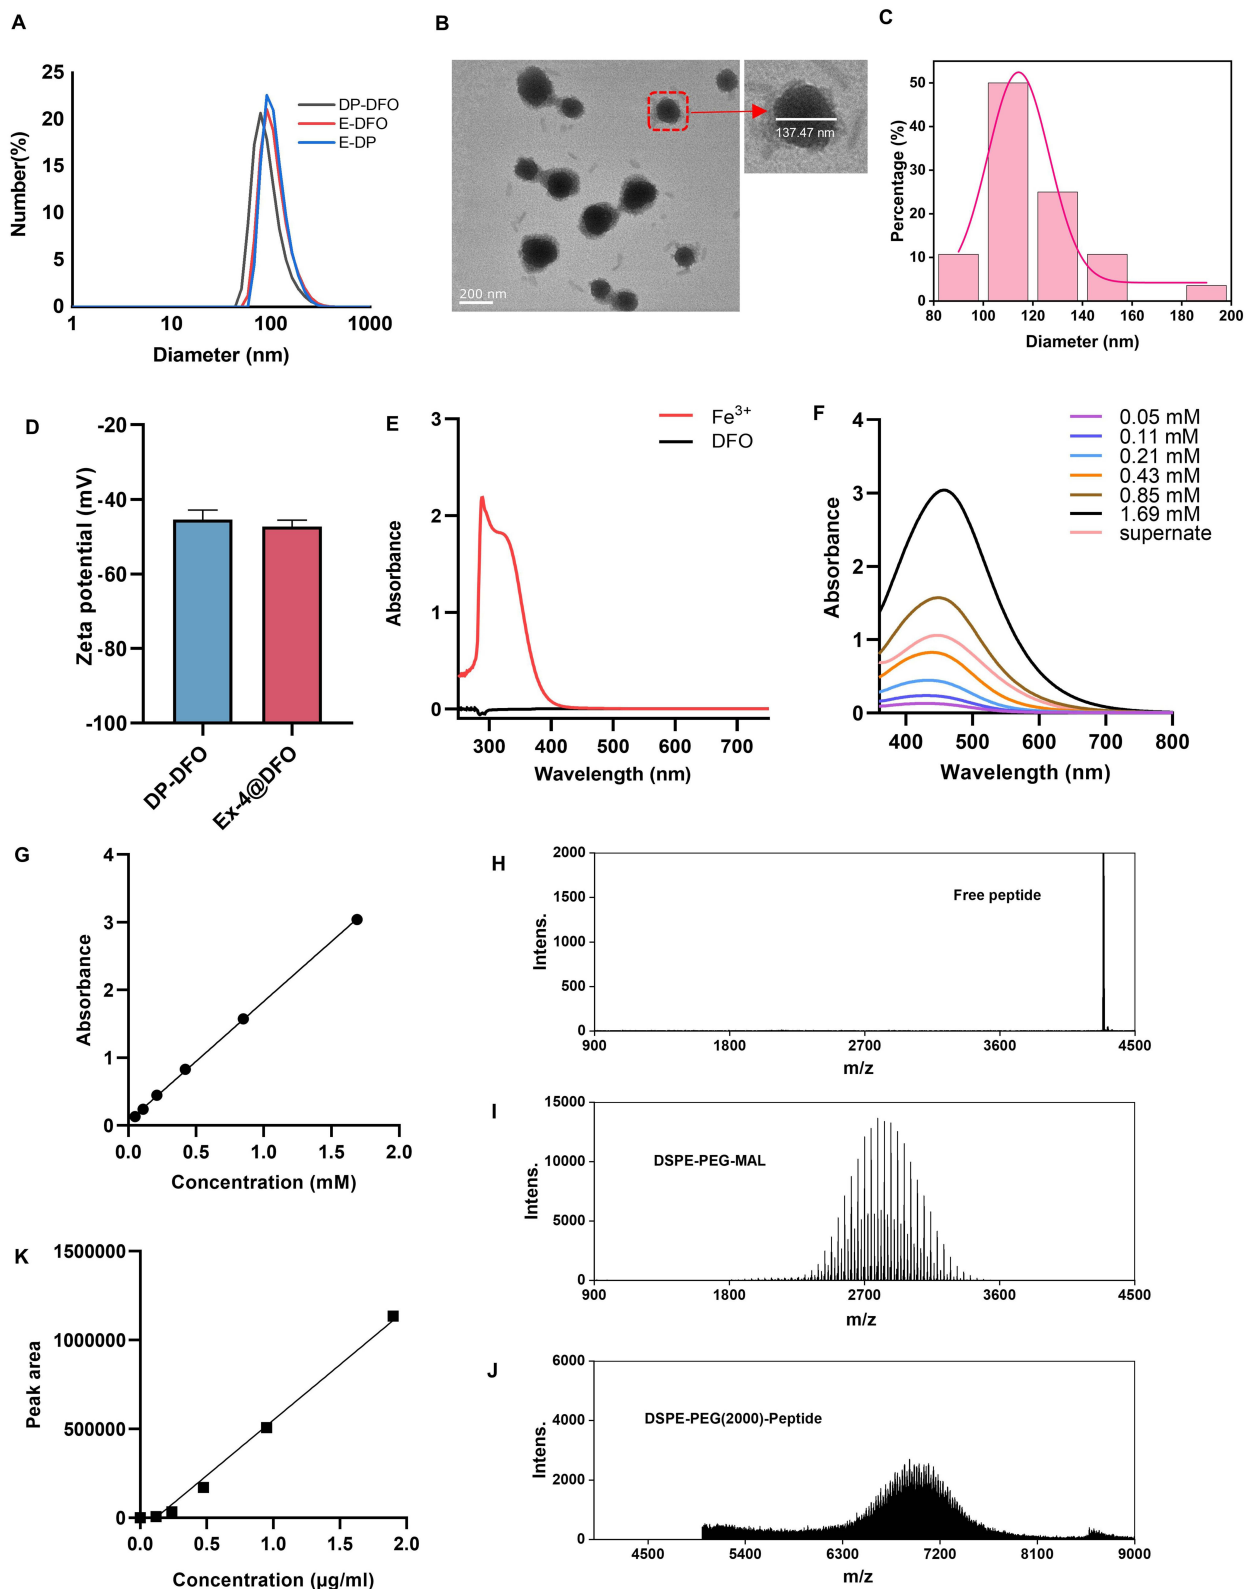 A
25
20
15
10
5
0
Number(%)
1
10
100
1000
Diameter (nm)
DP-DFO
E-DFO
E-DP
B
200 nm
137.47 nm
C
50
40
30
20
10
0
Percentage (%)
80
100
120
140
160
180
200
Diameter (nm)
D
-20
-40
-60
-80
-100
Zeta potential (mV)
DP-DFO
Ex-4@DFO
E
3
2
1
0
Absorbance
300
400
500
600
700
Wavelength (nm)
Fe3+
DFO
F
4
3
2
1
0
Absorbance
400
500
600
700
800
Wavelength (nm)
0.05 mM
0.11 mM
0.21 mM
0.43 mM
0.85 mM
1.69 mM
supernate
G
4
3
2
1
0
Absorbance
0.0
0.5
1.0
1.5
2.0
Concentration (mM)
H
2000
1500
1000
500
0
Intens.
Free peptide
900
1800
2700
3600
4500
m/z
I
15000
10000
5000
0
Intens.
DSPE-PEG-MAL
900
1800
2700
3600
4500
m/z
K
1500000
1000000
500000
0
Peak area
0.0
0.5
1.0
1.5
2.0
Concentration (μg/ml)
J
6000
4000
2000
0
Intens.
DSPE-PEG(2000)-Peptide
4500
5400
6300
7200
8100
9000
m/z